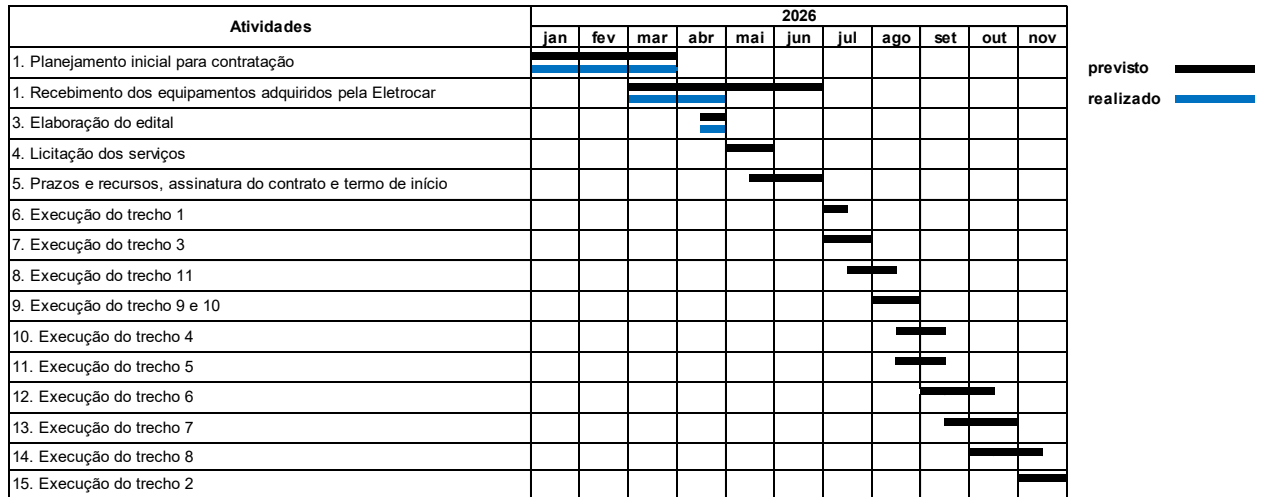 Atividades
2026
jan fev mar abr mai jun jul ago set out nov
1. Planejamento inicial para contratação
1. Recebimento dos equipamentos adquiridos pela Eletrocar
3. Elaboração do edital
4. Licitação dos serviços
5. Prazos e recursos, assinatura do contrato e termo de início
6. Execução do trecho 1
7. Execução do trecho 3
8. Execução do trecho 11
9. Execução do trecho 9 e 10
10. Execução do trecho 4
11. Execução do trecho 5
12. Execução do trecho 6
13. Execução do trecho 7
14. Execução do trecho 8
15. Execução do trecho 2
previsto
realizado